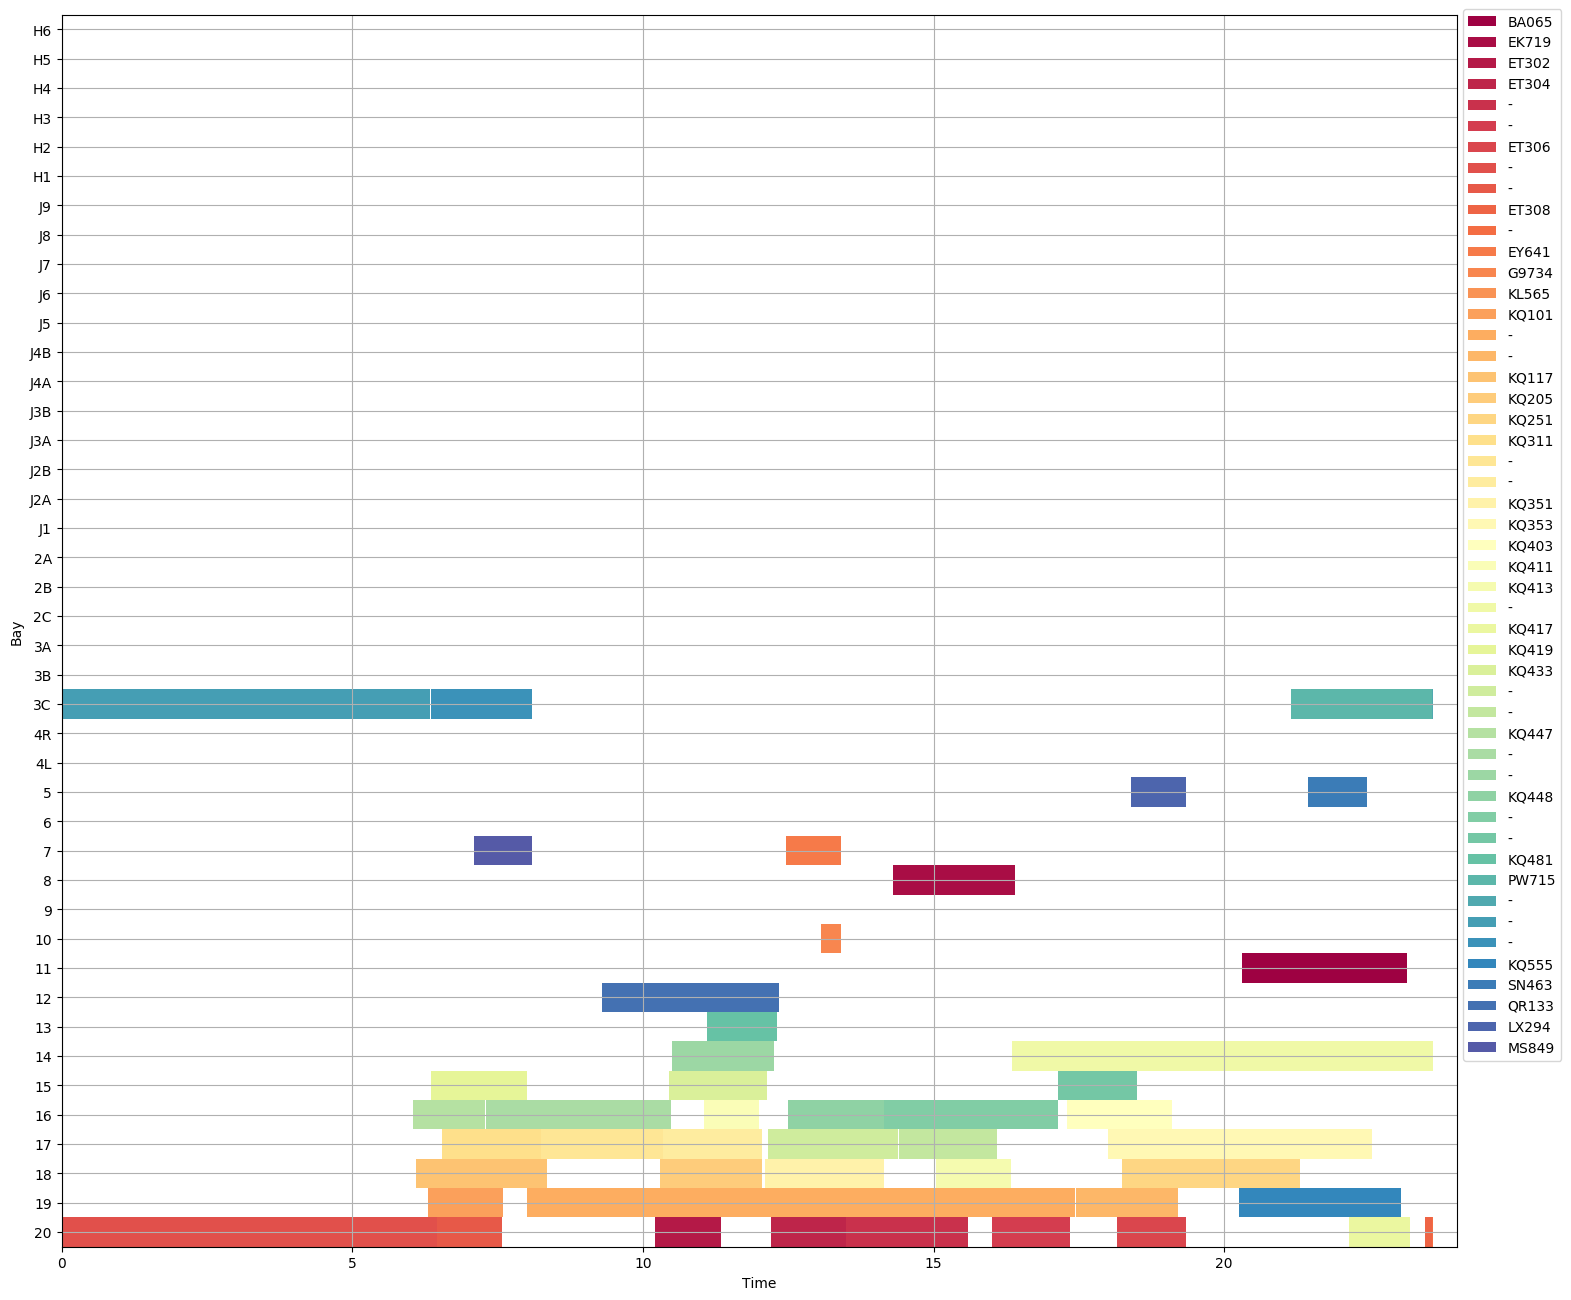 H6
H5
H4
H3
H2
H1
J9
J8
J7
J6
J5
J4B
J4A
J3B
J3A
J2B
J2A
J1
2A
2B
2C
3A
3B
3C
4R
4L
5
6
7
8
9
10
11
12
13
14
15
16
17
18
19
20
Bay
0 5 10 15 20
Time
BA065
EK719
ET302
ET304
-
-
ET306
-
-
ET308
-
EY641
G9734
KL565
KQ101
-
-
KQ117
KQ205
KQ251
KQ311
-
-
KQ351
KQ353
KQ403
KQ411
KQ413
-
KQ417
KQ419
KQ433
-
-
KQ447
-
-
KQ448
-
-
KQ481
PW715
-
-
-
KQ555
SN463
QR133
LX294
MS849